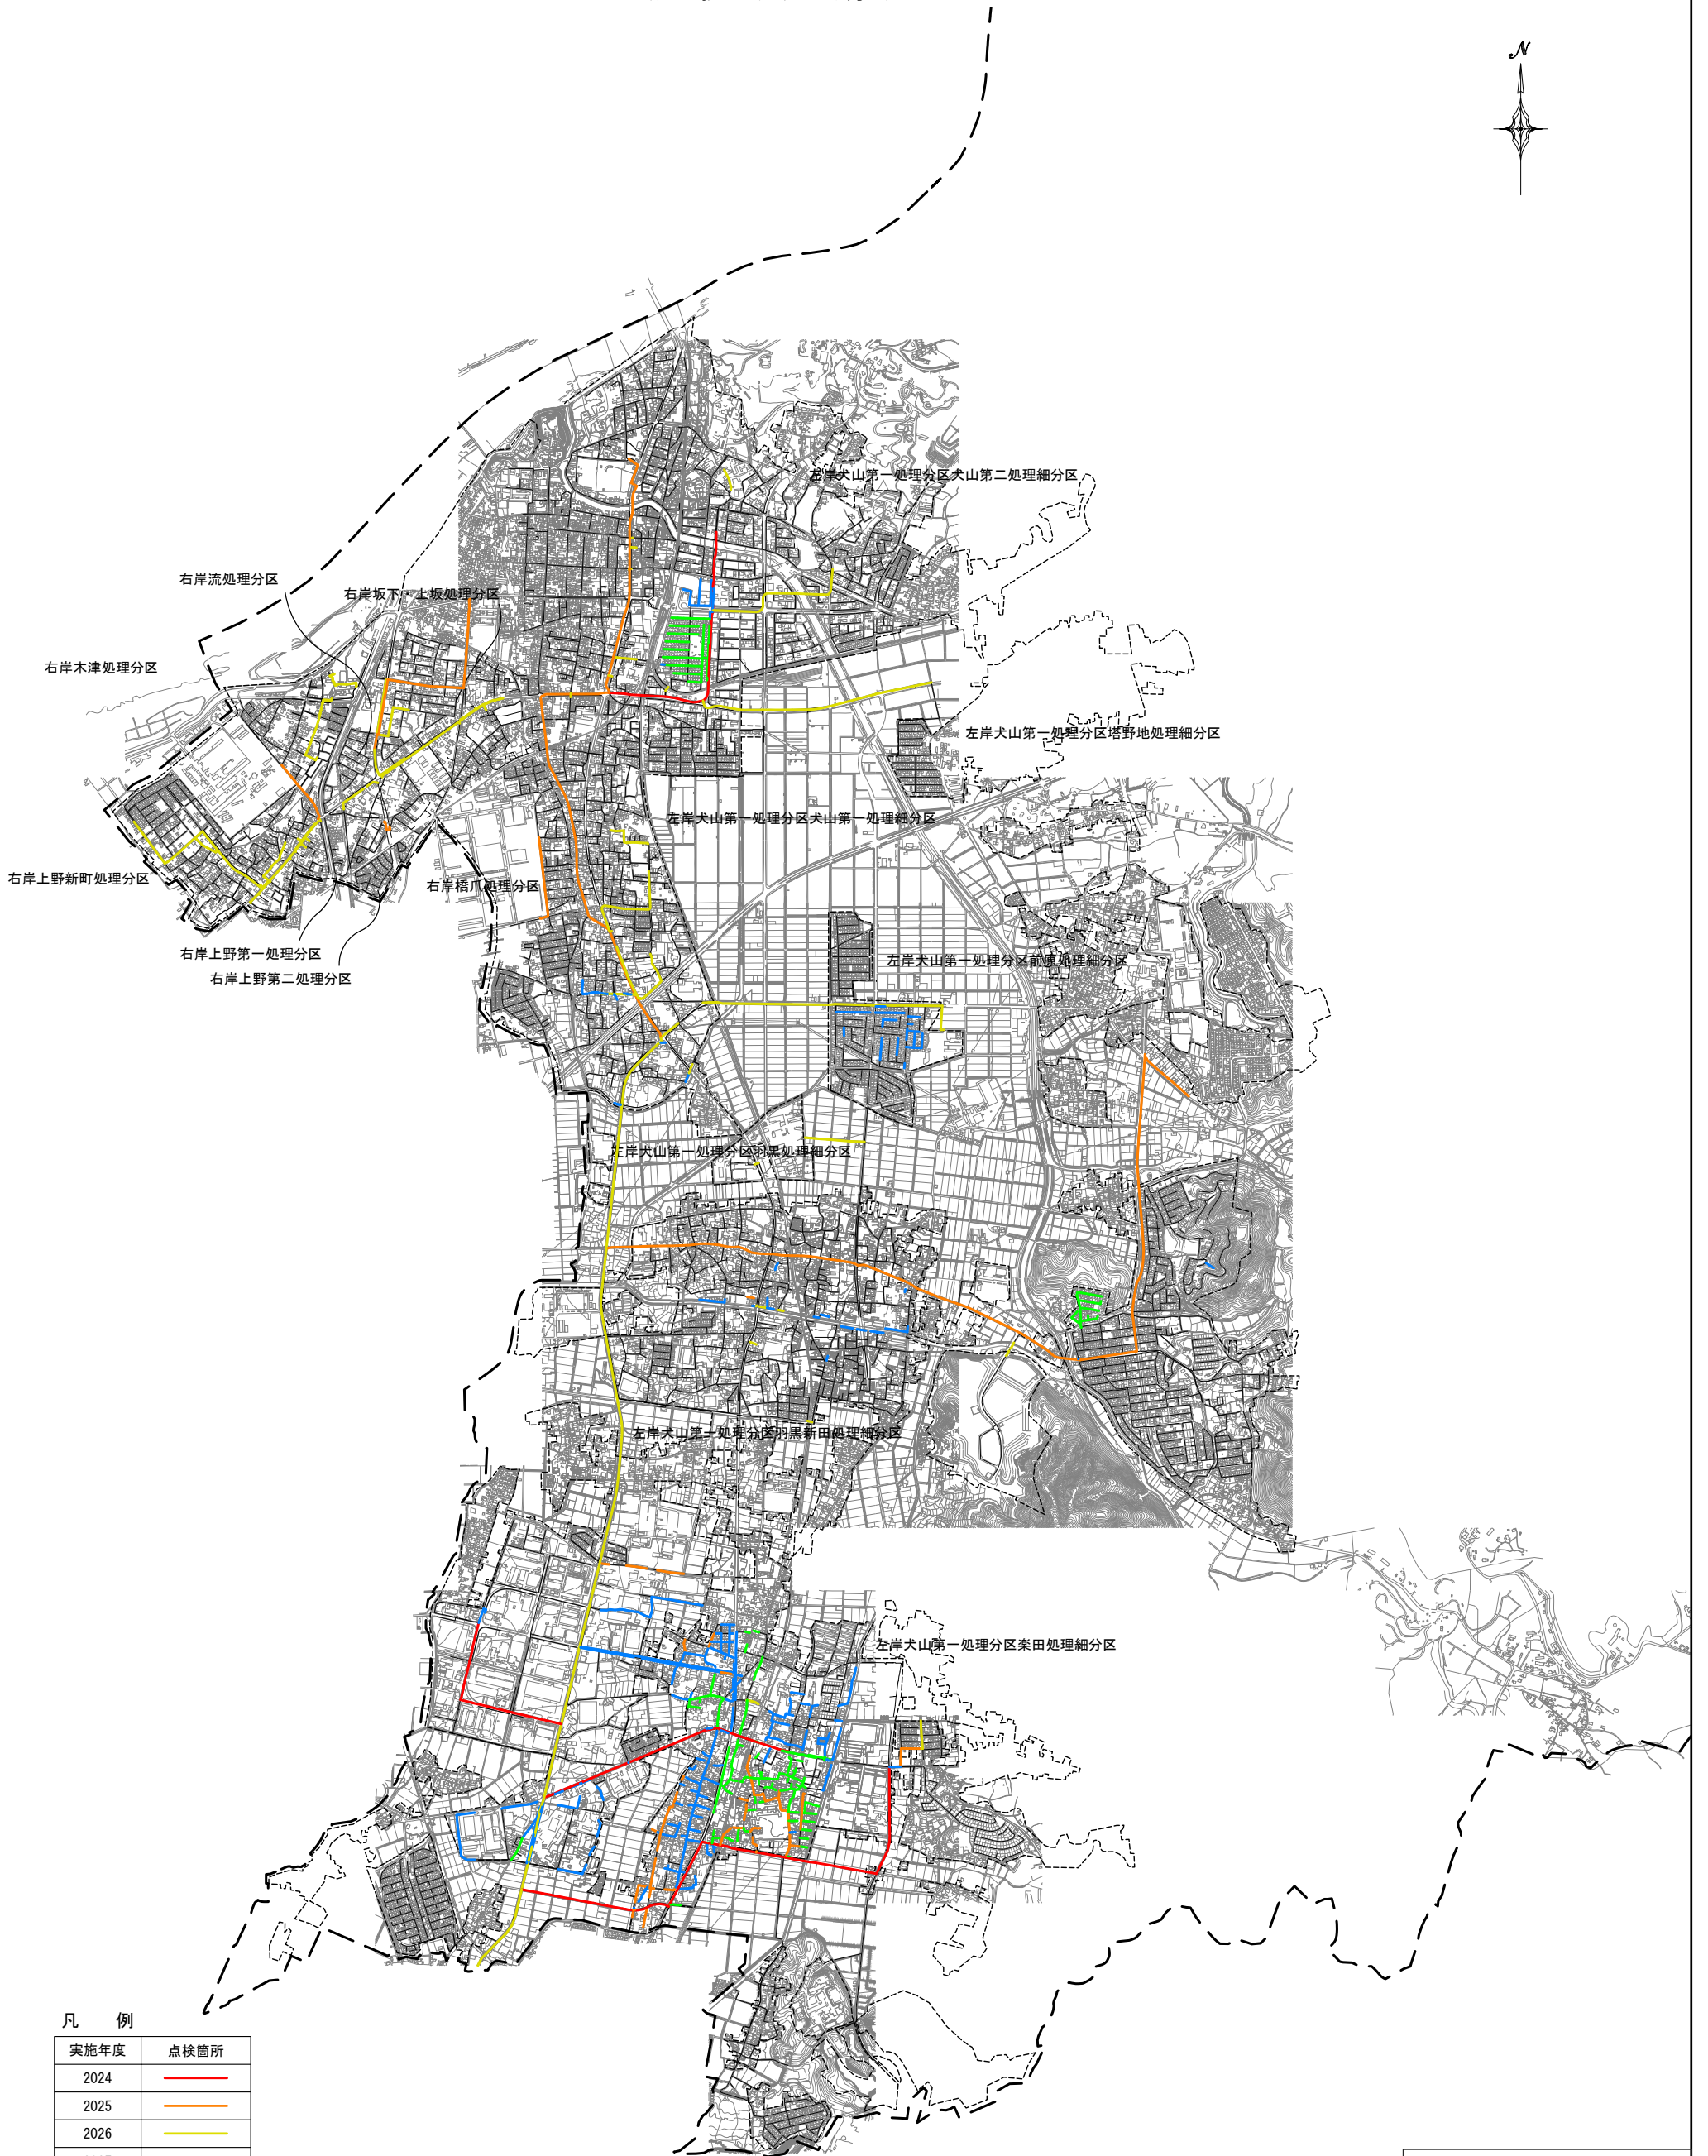 N
左岸犬山第一処理分区犬山第二処理細分区
右岸流処理分区
右岸坂下・上坂処理分区
右岸木津処理分区
左岸犬山第一処理分区塔野地処理細分区
左岸犬山第一処理分区犬山第一処理細分区
右岸上野新町処理分区
右岸橋爪処理分区
右岸上野第一処理分区
左岸犬山第一処理分区前原処理細分区
右岸上野第二処理分区
左岸犬山第一処理分区羽黒処理細分区
左岸犬山第一処理分区羽黒新田処理細分区
左岸犬山第一処理分区楽田処理細分区
凡 例
実施年度 点検箇所
2024
2025
2026